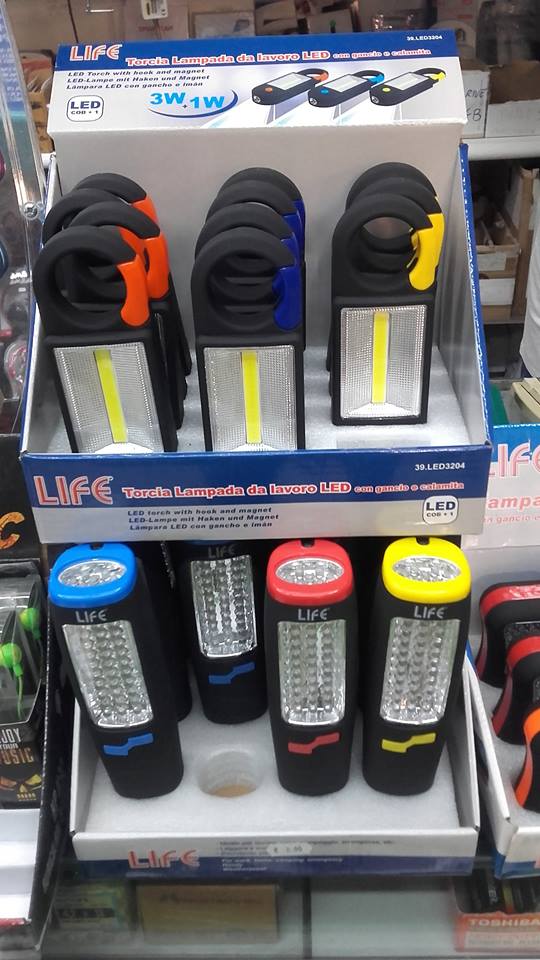 39.LED3204
LIFE Torcia Lampada da lavoro LED con gancio e calamita
LED Torch with hook and magnet
LED-Lampe mit Haken und Magnet
Lámpara LED con gancho e imán
LED
COB + 1
3W+1W
39.LED3204
LIFE Torcia Lampada da lavoro LED con gancio e calamita
LED torch with hook and magnet
LED-Lampe mit Haken und Magnet
Lámpara LED con gancho e imán
LED
COB + 1
LIFE
LIFE
LIFE
LIFE
LIFE
LIFE
TOSHIBA